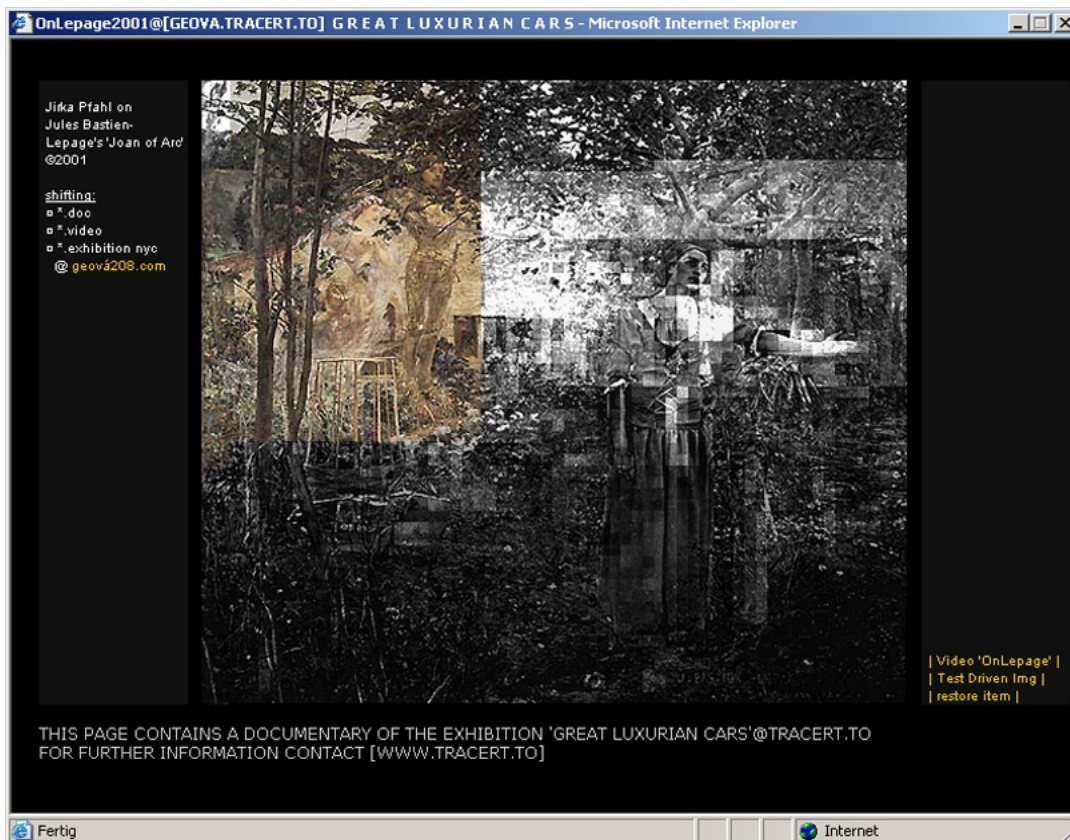 OnLepage2001@[GEOVA.TRACERT.TO] G R E A T L U X U R I A N C A R S - Microsoft Internet Explorer
Jirka Pfahl on
Jules Bastien-
Lepage's 'Joan of Arc'
©2001
shifting:
¤ *.doc
¤ *.video
¤ *.exhibition nyc
@ geová208.com
| Video 'OnLepage' |
| Test Driven Img |
| restore item |
THIS PAGE CONTAINS A DOCUMENTARY OF THE EXHIBITION 'GREAT LUXURIAN CARS'@TRACERT.TO
FOR FURTHER INFORMATION CONTACT [WWW.TRACERT.TO]
Fertig
Internet